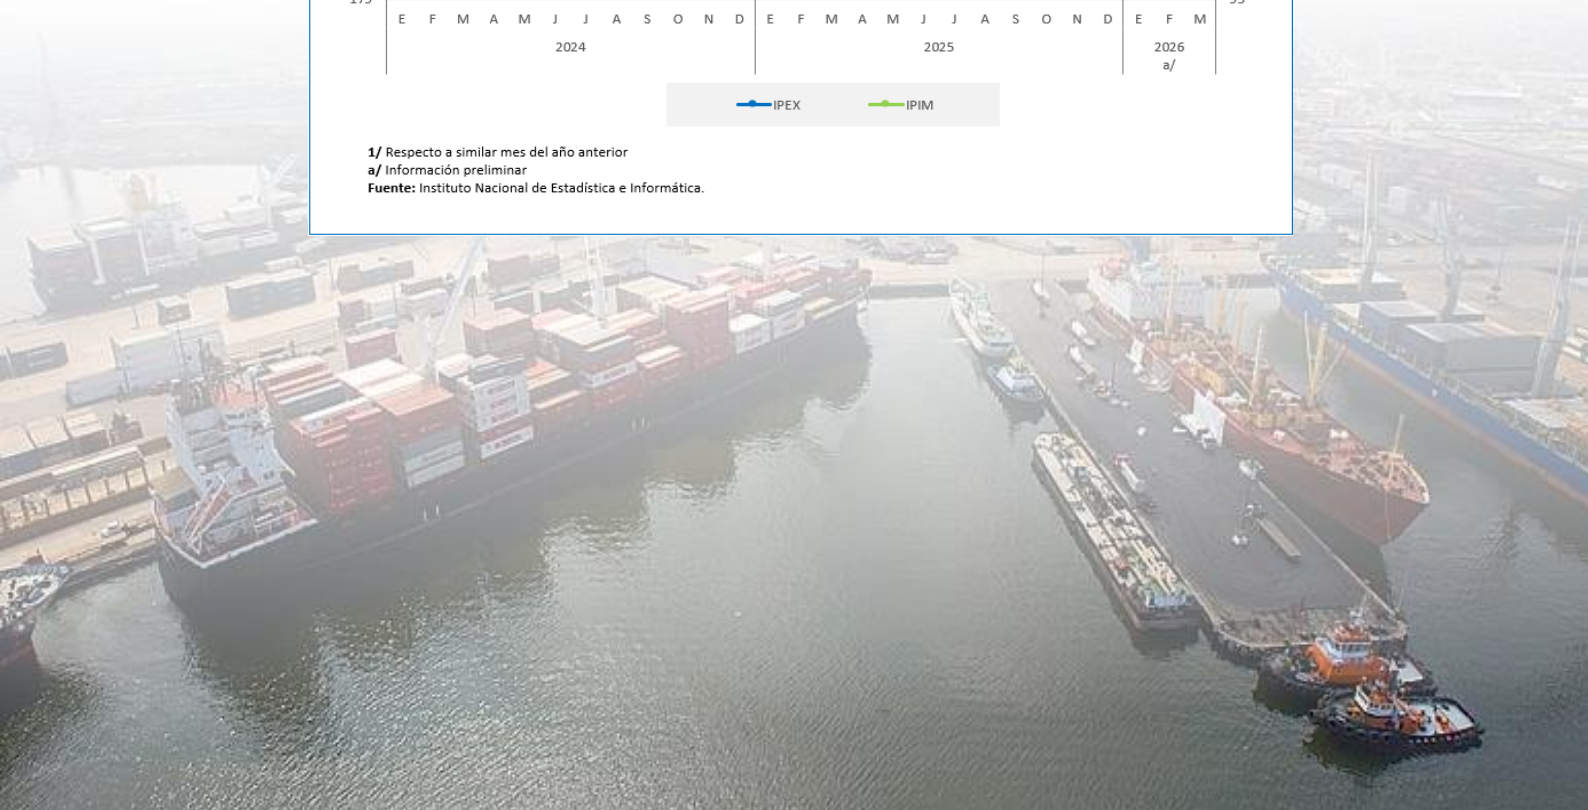 E F M A M J J A S O N D E F M A M J J A S O N D E F M
2024 2025 2026
a/
IPEX IPIM
1/ Respecto a similar mes del año anterior
a/ Información preliminar
Fuente: Instituto Nacional de Estadística e Informática.